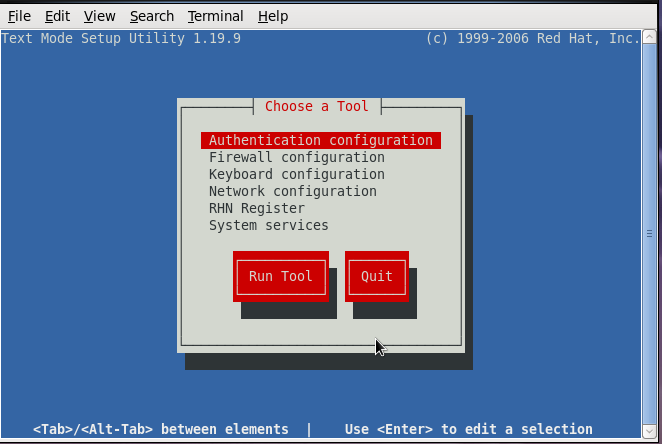 File Edit View Search Terminal Help
Text Mode Setup Utility 1.19.9 (c) 1999-2006 Red Hat, Inc.
Choose a Tool
Authentication configuration
Firewall configuration
Keyboard configuration
Network configuration
RHN Register
System services
Run Tool Quit
<Tab>/<Alt-Tab> between elements | Use <Enter> to edit a selection